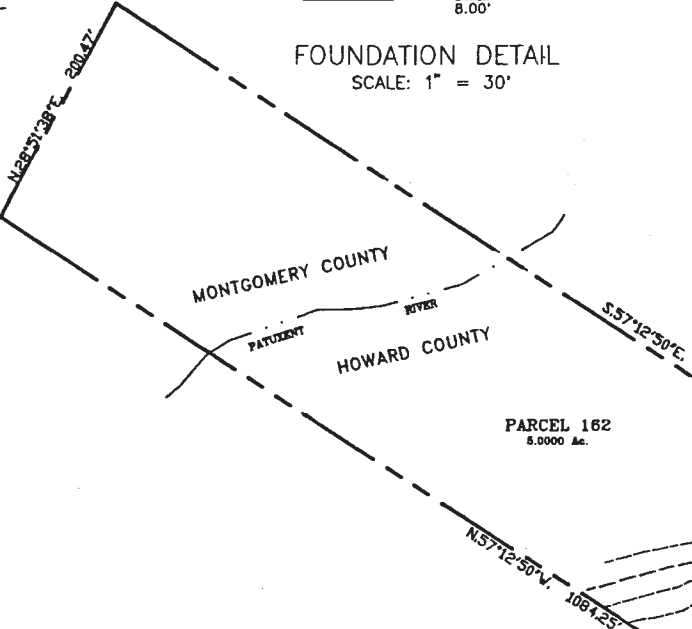 8.00'
FOUNDATION DETAIL
SCALE: 1" = 30'
N.28°51'38"E. 200.47'
MONTGOMERY COUNTY
PATUXENT RIVER
HOWARD COUNTY
S.57°12'50"E.
PARCEL 162
5.0000 Ac.
N.57°12'50"W. 1084.25'